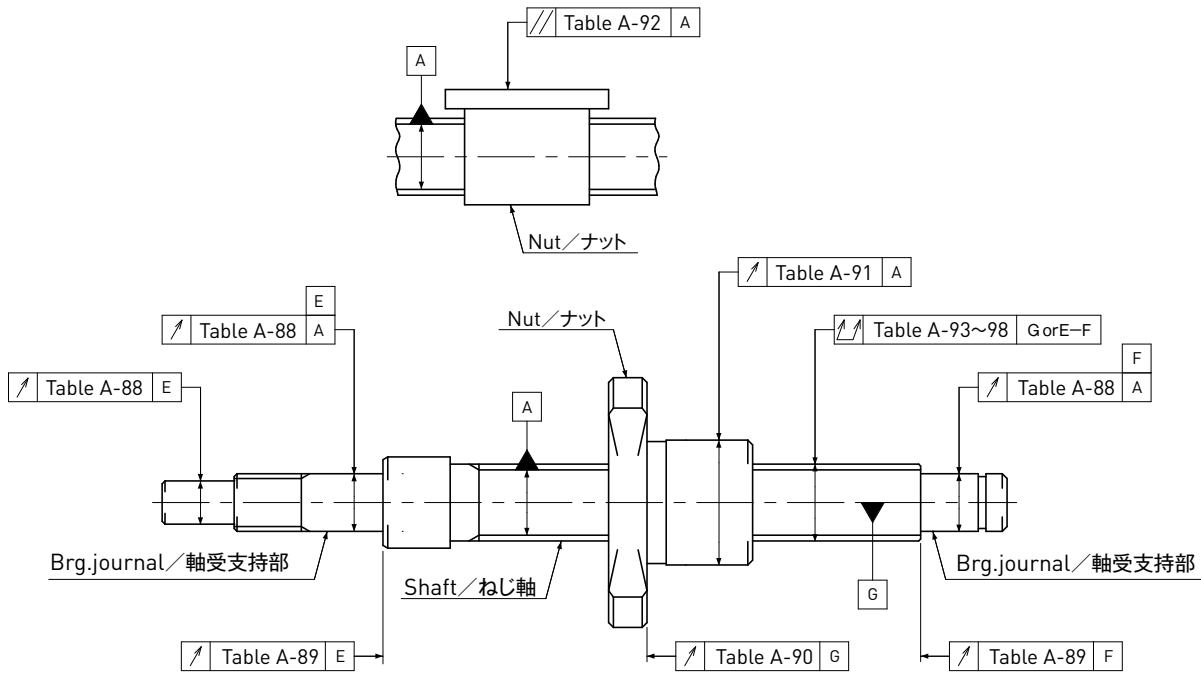 Table A-92 A
A
Nut／ナット
Table A-91 A
E
Table A-88 A
Nut／ナット
Table A-93～98 GorE−F
F
Table A-88 E
Table A-88 A
A
Brg.journal／軸受支持部
Shaft／ねじ軸
Brg.journal／軸受支持部
G
Table A-89 E
Table A-90 G
Table A-89 F